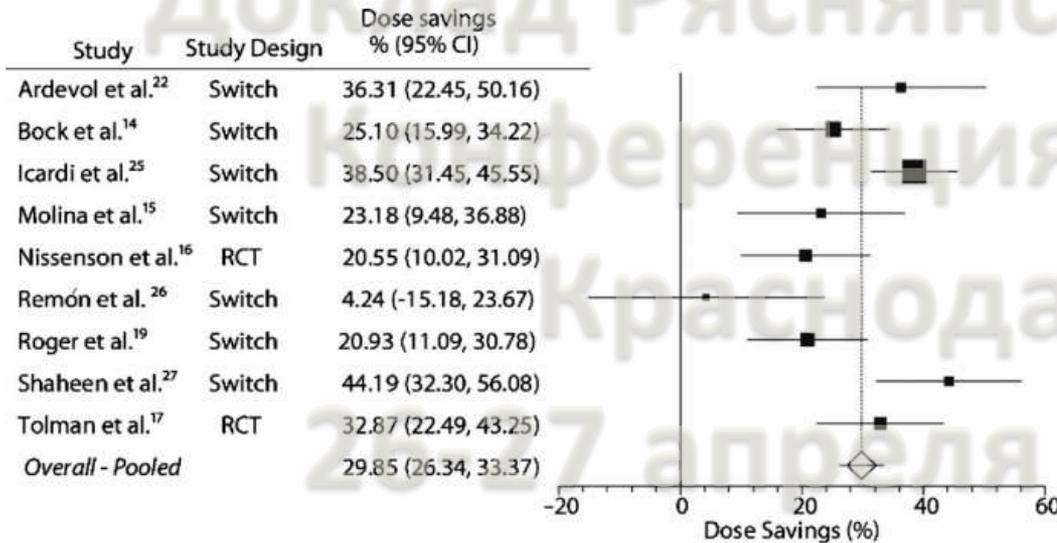 Доклад Ряснянс
Study Study Design Dose savings % (95% CI)
Ardevol et al.22 Switch 36.31 (22.45, 50.16)
Bock et al.14 Switch 25.10 (15.99, 34.22)
Конференция
Icardi et al.25 Switch 38.50 (31.45, 45.55)
Molina et al.15 Switch 23.18 (9.48, 36.88)
Nissenson et al.16 RCT 20.55 (10.02, 31.09)
Remón et al. 26 Switch 4.24 (-15.18, 23.67)
Краснода
Roger et al.19 Switch 20.93 (11.09, 30.78)
Shaheen et al.27 Switch 44.19 (32.30, 56.08)
Tolman et al.17 RCT 32.87 (22.49, 43.25)
26-27 апреля
Overall - Pooled 29.85 (26.34, 33.37)
−20 0 20 40 60
Dose Savings (%)